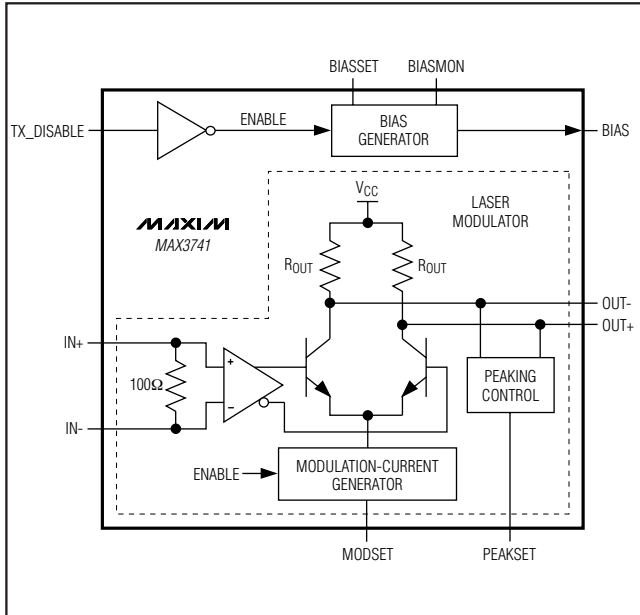 BIASSET BIASMON
TX_DISABLE
ENABLE
BIAS
GENERATOR
BIAS
MAXIM
MAX3741
VCC
LASER
MODULATOR
ROUT ROUT
OUT-
OUT+
IN+
100Ω
+
−
IN-
PEAKING
CONTROL
ENABLE
MODULATION-CURRENT
GENERATOR
MODSET PEAKSET